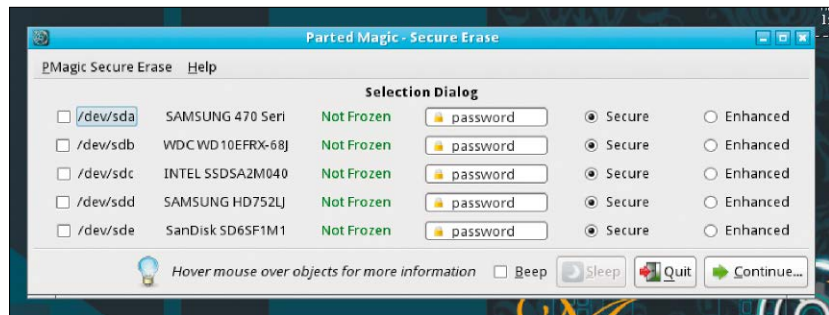 Parted Magic - Secure Erase
PMagic Secure Erase Help
Selection Dialog
/dev/sda SAMSUNG 470 Seri Not Frozen password Secure Enhanced
/dev/sdb WDC WD10EFRX-68J Not Frozen password Secure Enhanced
/dev/sdc INTEL SSDSA2M040 Not Frozen password Secure Enhanced
/dev/sdd SAMSUNG HD752LJ Not Frozen password Secure Enhanced
/dev/sde SanDisk SD6SF1M1 Not Frozen password Secure Enhanced
Hover mouse over objects for more information Beep Sleep Quit Continue...